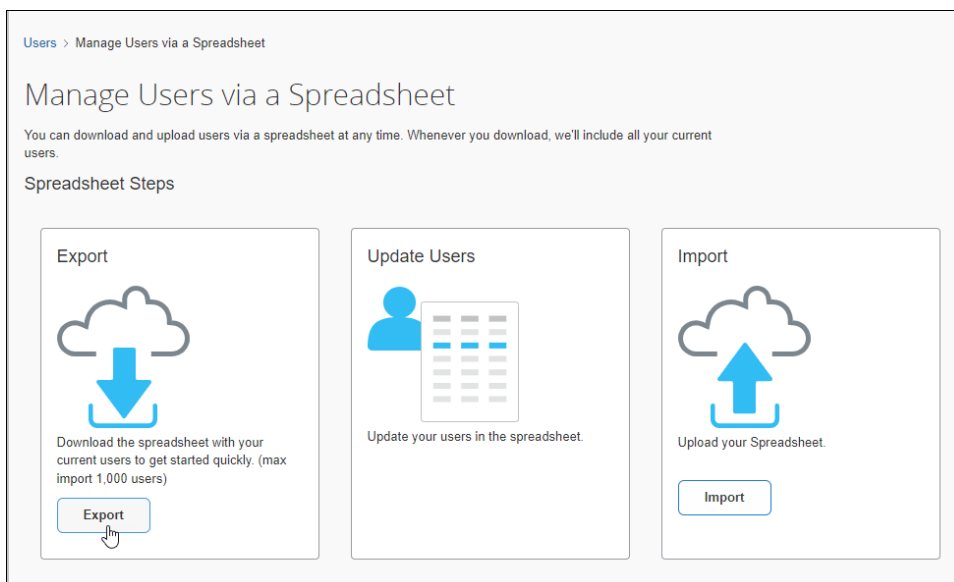 Users > Manage Users via a Spreadsheet
Manage Users via a Spreadsheet
You can download and upload users via a spreadsheet at any time. Whenever you download, we'll include all your current
users.
Spreadsheet Steps
Export
Download the spreadsheet with your
current users to get started quickly. (max
import 1,000 users)
Export
Update Users
Update your users in the spreadsheet.
Import
Upload your Spreadsheet.
Import